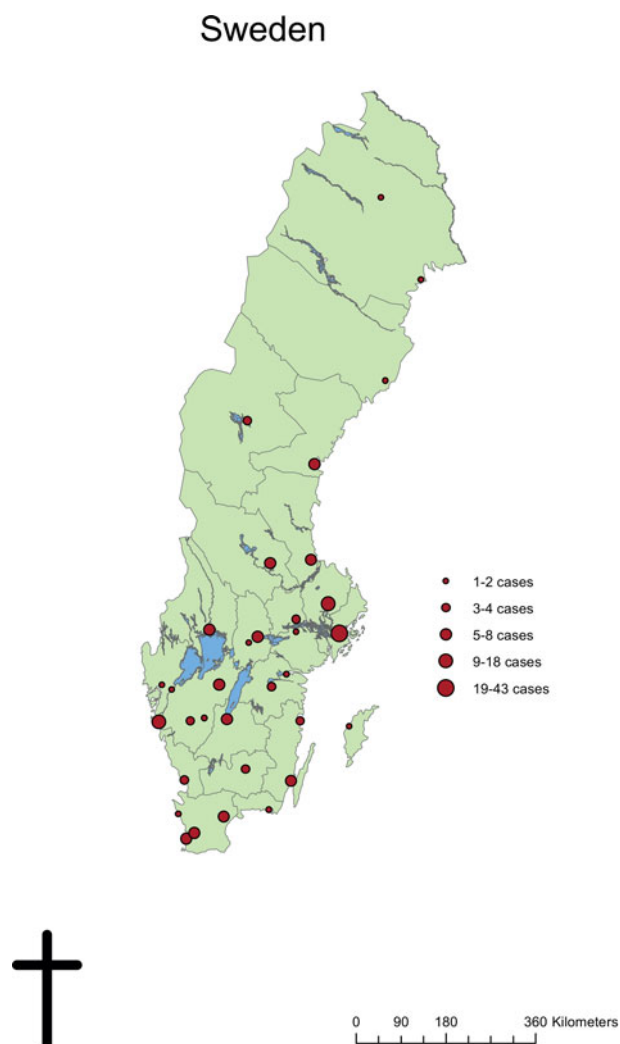 Sweden
1-2 cases
3-4 cases
5-8 cases
9-18 cases
19-43 cases
0 90 180 360 Kilometers